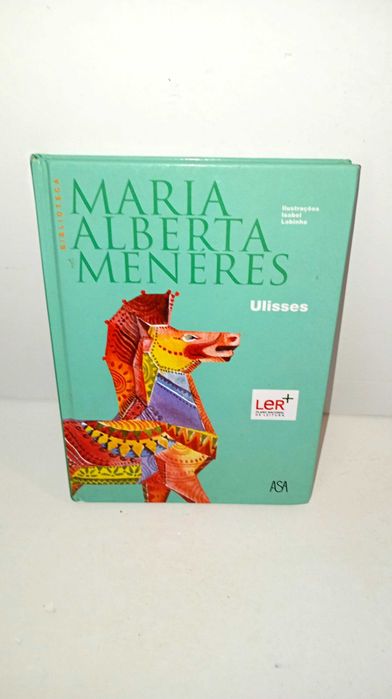 BIBLIOTECA
MARIA
ALBERTA
MENÉRES
Ilustrações
Isabel
Lobinho
Ulisses
LeR+
PLANO NACIONAL
DE LEITURA
ASA